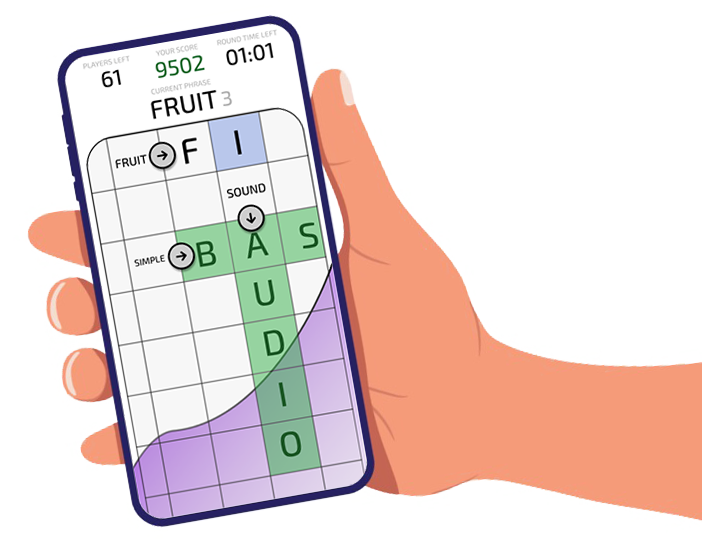 PLAYERS LEFT YOUR SCORE ROUND TIME LEFT
61 9502 01:01
CURRENT PHRASE
FRUIT 3
FRUIT F I
SOUND
SIMPLE B A S
U
D
I
O